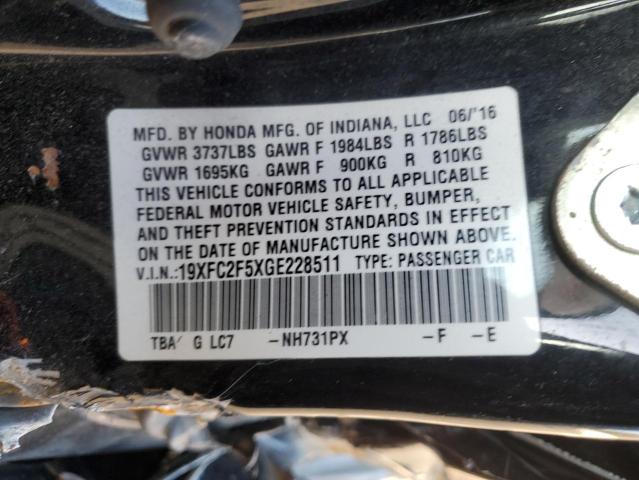 MFD. BY HONDA MFG. OF INDIANA, LLC 06/'16
GVWR 3737LBS GAWR F 1984LBS R 1786LBS
GVWR 1695KG GAWR F 900KG R 810KG
THIS VEHICLE CONFORMS TO ALL APPLICABLE
FEDERAL MOTOR VEHICLE SAFETY, BUMPER,
AND THEFT PREVENTION STANDARDS IN EFFECT
ON THE DATE OF MANUFACTURE SHOWN ABOVE.
V.I.N.:19XFC2F5XGE228511 TYPE: PASSENGER CAR
TBA' G LC7 -NH731PX -F -E